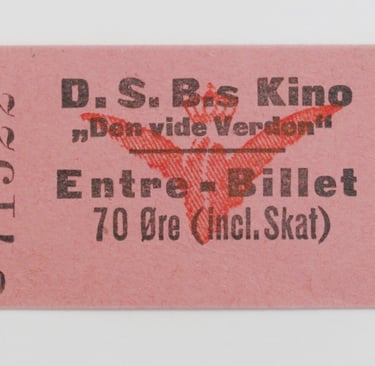 D. S. B.s Kino
„Den vide Verden“
Entre-Billet
70 Øre (incl. Skat)